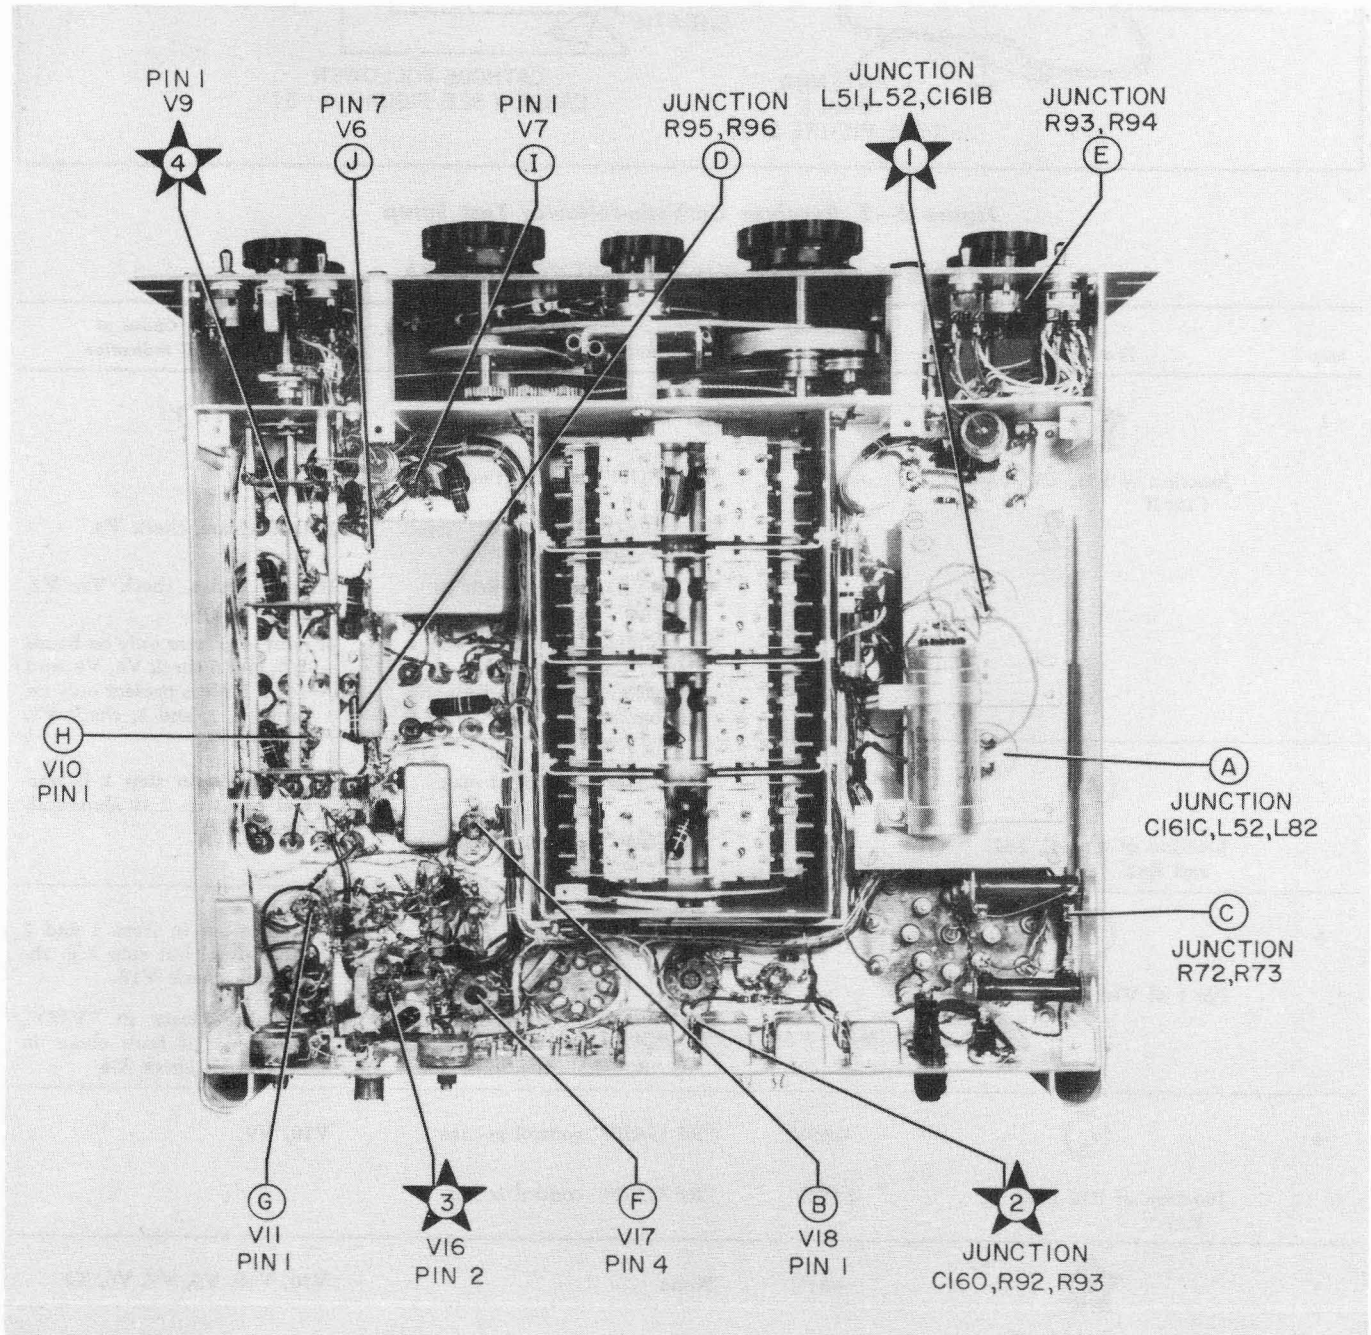 PIN 1
V9
4
PIN 7
V6
J
PIN 1
V7
I
JUNCTION
R95, R96
D
JUNCTION
L51, L52, C161B
1
JUNCTION
R93, R94
E
H
V10
PIN 1
A
JUNCTION
C161C, L52, L82
C
JUNCTION
R72, R73
G
V11
PIN 1
3
V16
PIN 2
F
V17
PIN 4
B
V18
PIN 1
2
JUNCTION
C160, R92, R93